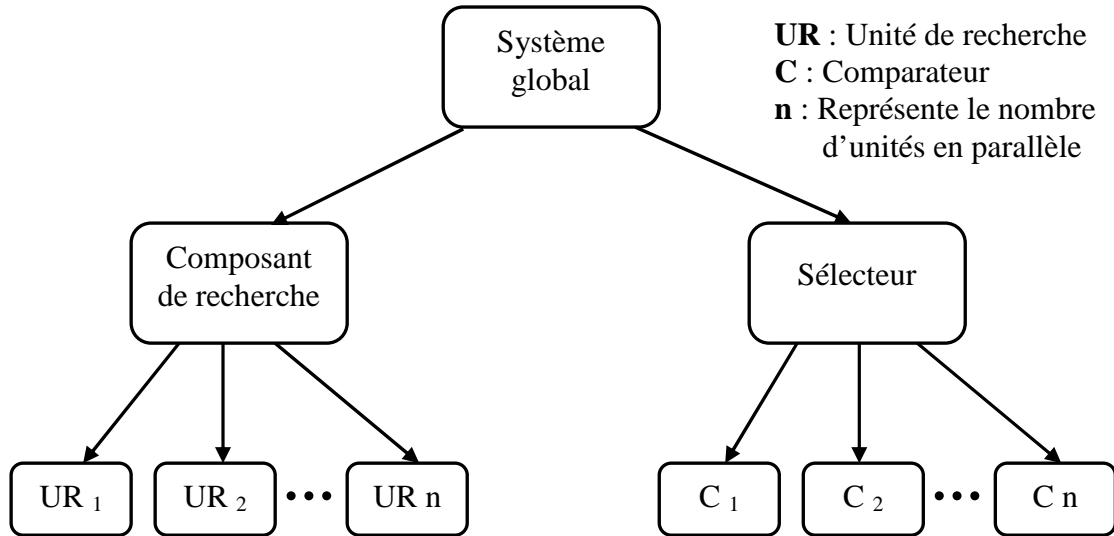 Système
global
UR : Unité de recherche
C : Comparateur
n : Représente le nombre
d’unités en parallèle
Composant
de recherche
Sélecteur
UR 1
UR 2
•••
UR n
C 1
C 2
•••
C n